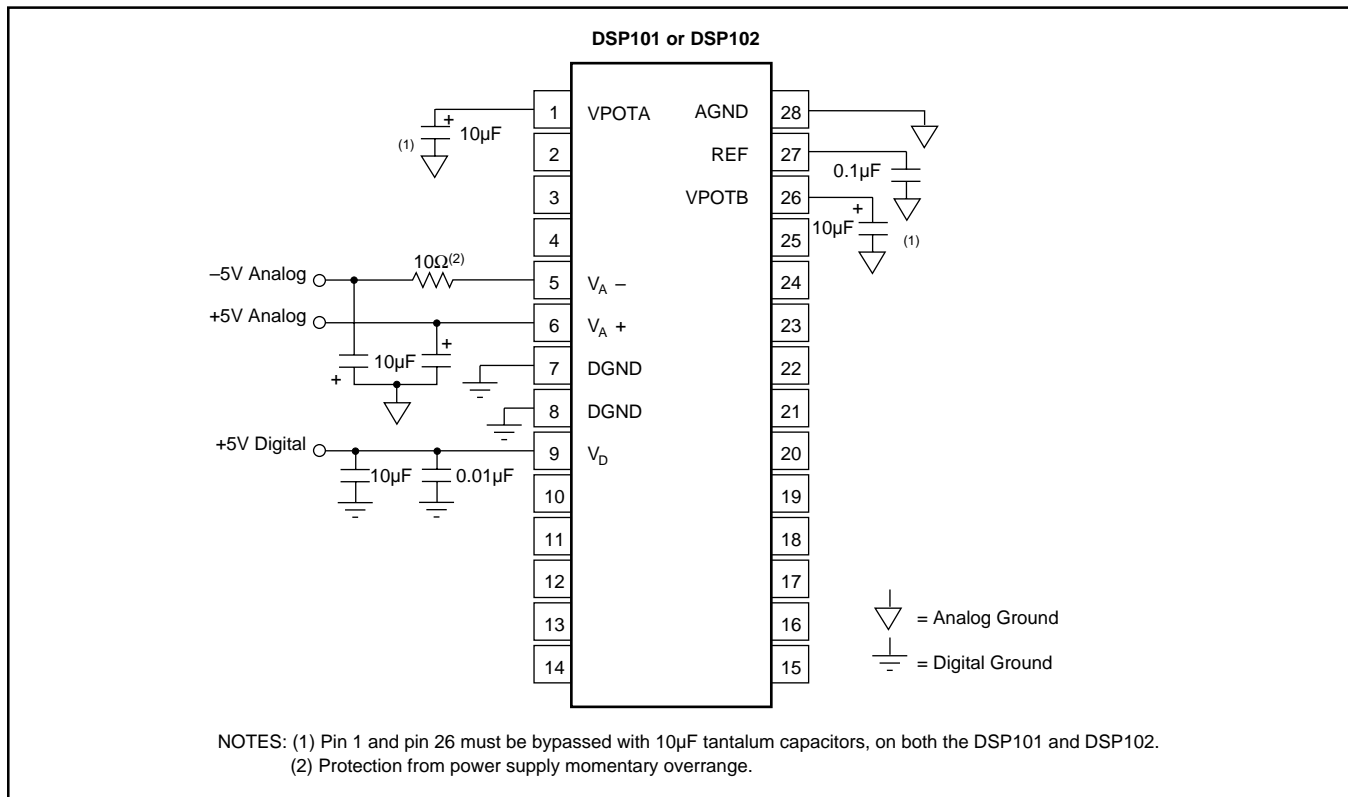 DSP101 or DSP102
1 VPOTA AGND 28
+ 10µF
(1)
2 REF 27
0.1µF
3 VPOTB 26
+
10µF
(1)
4 25
–5V Analog 10Ω(2) 5 VA – 24
+5V Analog 6 VA + 23
10µF +
+
7 DGND 22
8 DGND 21
+5V Digital 9 VD 20
10µF 0.01µF
10 19
11 18
12 17
13 16
14 15
= Analog Ground
= Digital Ground
NOTES: (1) Pin 1 and pin 26 must be bypassed with 10µF tantalum capacitors, on both the DSP101 and DSP102.
(2) Protection from power supply momentary overrange.